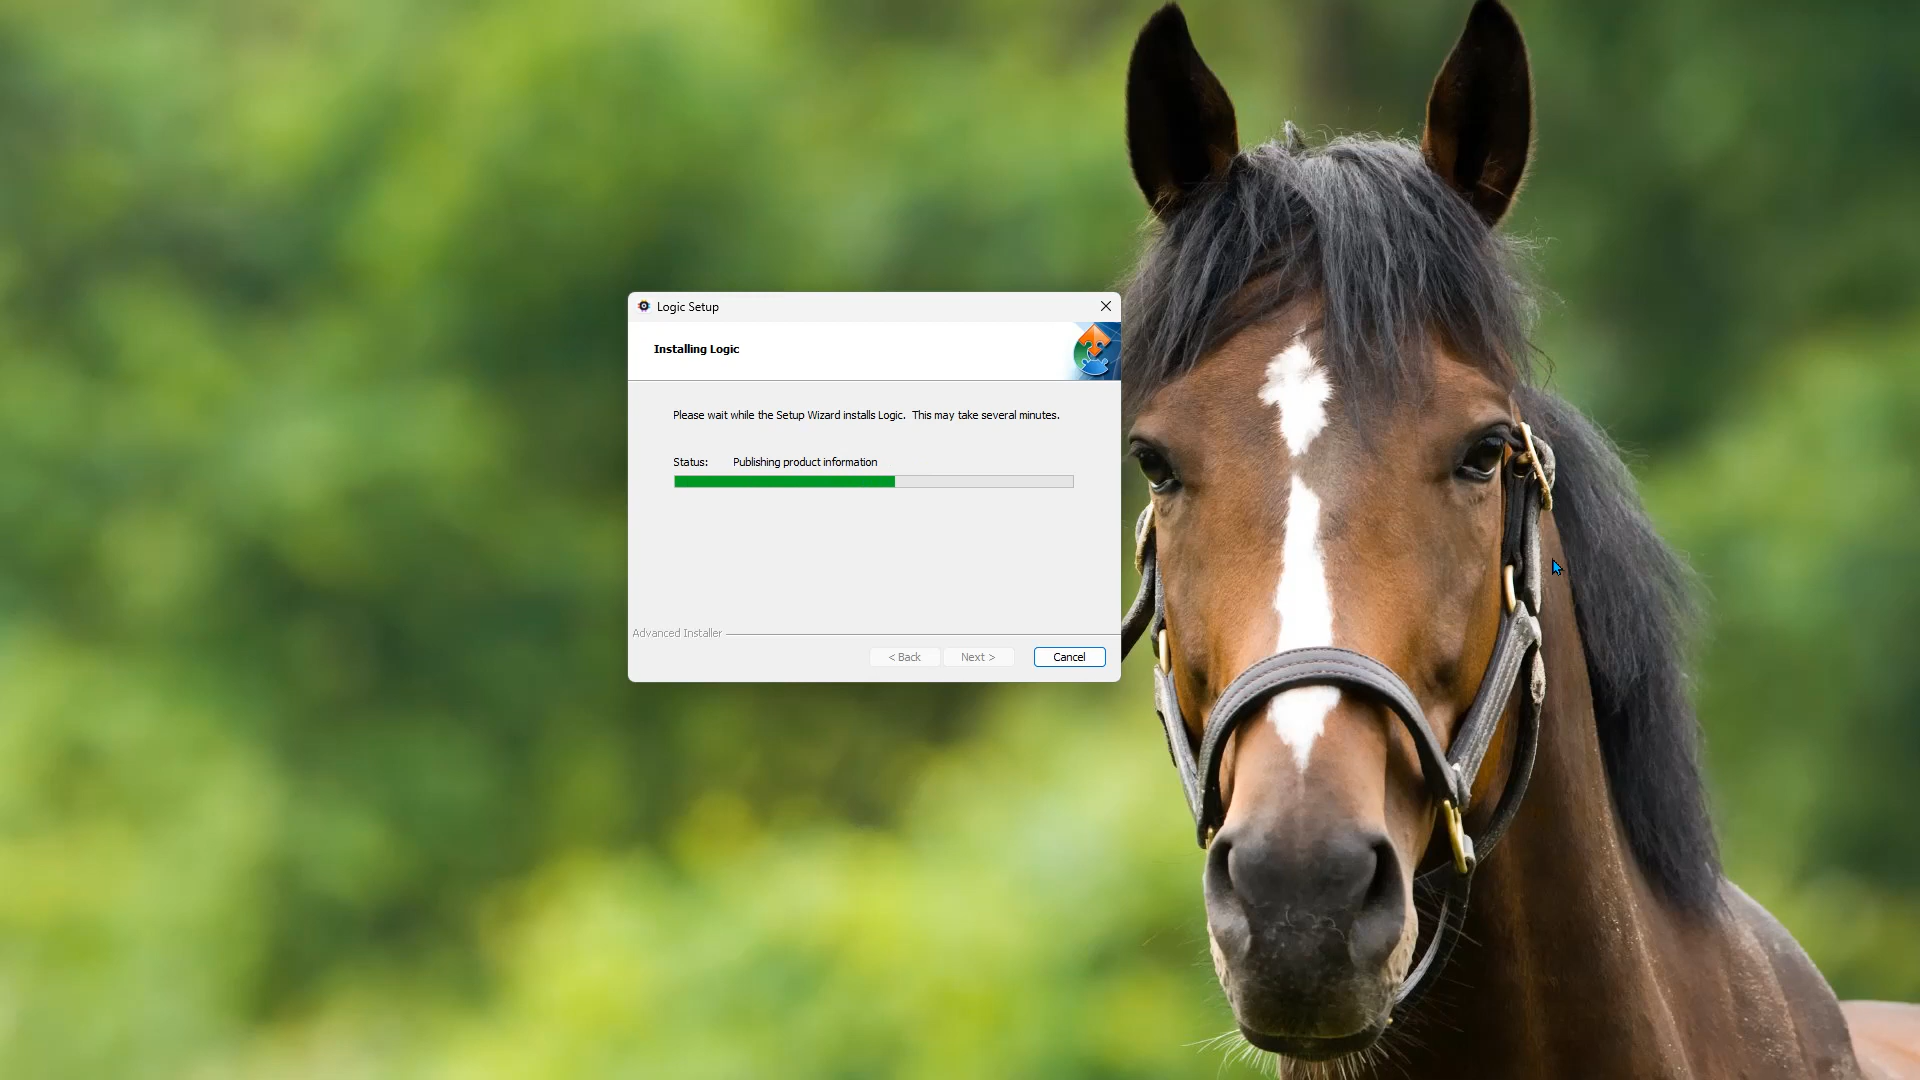 Logic Setup
Installing Logic
Please wait while the Setup Wizard installs Logic.  This may take several minutes.
Status: Publishing product information
Advanced Installer
< Back Next > Cancel